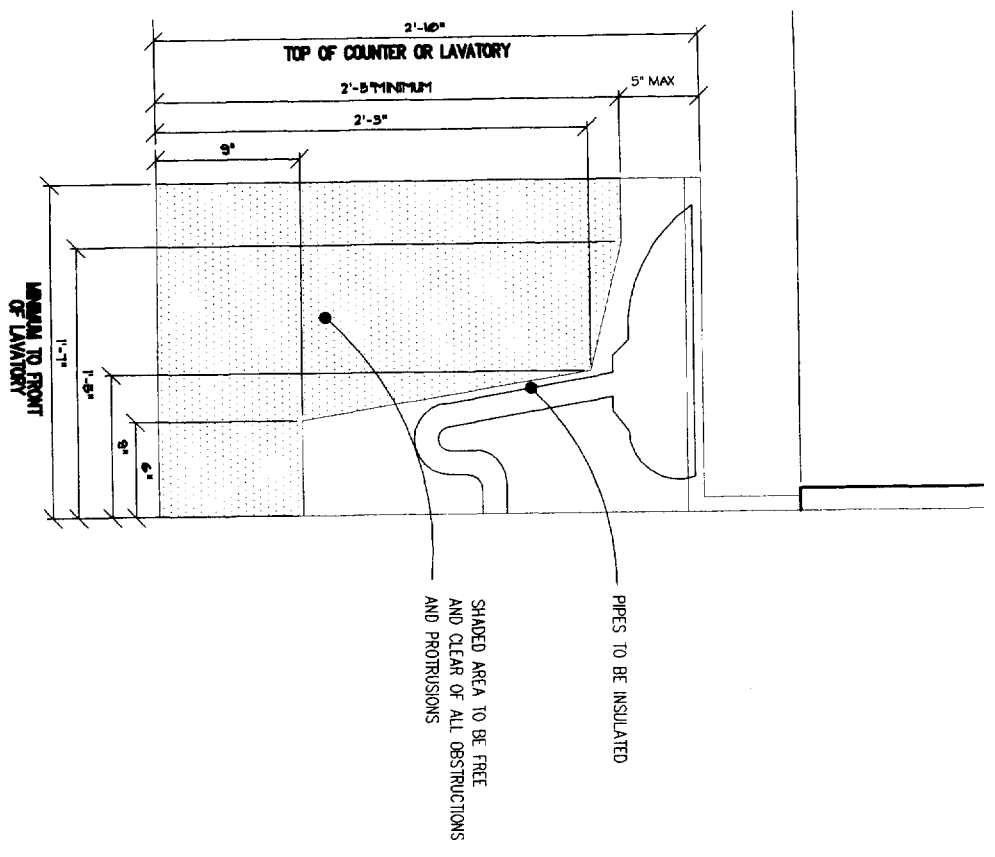 2'-10"
TOP OF COUNTER OR LAVATORY
2'-5"MINIMUM
5" MAX
2'-3"
9"
MINIMUM TO FRONT
OF LAVATORY
1'-7"
1'-5"
8"
6"
PIPES TO BE INSULATED
SHADED AREA TO BE FREE
AND CLEAR OF ALL OBSTRUCTIONS
AND PROTRUSIONS